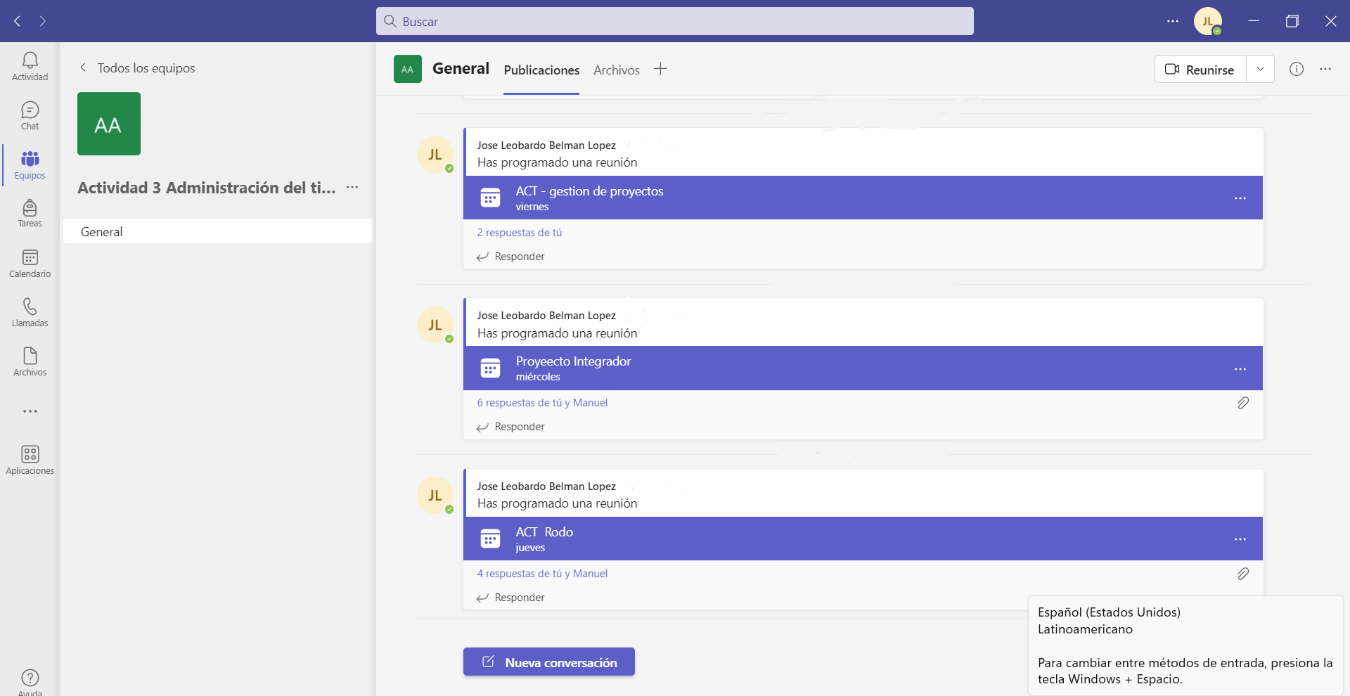 Buscar
JL
Actividad
Chat
Equipos
Tareas
Calendario
Llamadas
Archivos
Aplicaciones
Ayuda
Todos los equipos
AA
Actividad 3 Administración del ti...
General
AA
General
Publicaciones
Archivos
Reunirse
JL
Jose Leobardo Belman Lopez
Has programado una reunión
ACT - gestion de proyectos
viernes
2 respuestas de tú
Responder
JL
Jose Leobardo Belman Lopez
Has programado una reunión
Proyeecto Integrador
miércoles
6 respuestas de tú y Manuel
Responder
JL
Jose Leobardo Belman Lopez
Has programado una reunión
ACT  Rodo
jueves
4 respuestas de tú y Manuel
Responder
Nueva conversación
Español (Estados Unidos)
Latinoamericano
Para cambiar entre métodos de entrada, presiona la
tecla Windows + Espacio.